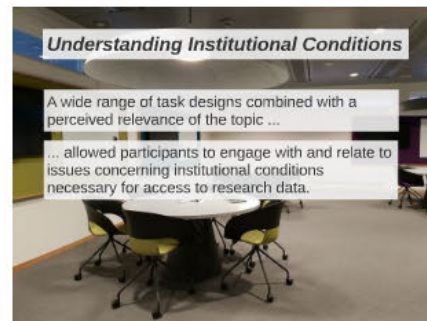 Understanding Institutional Conditions
A wide range of task designs combined with a
perceived relevance of the topic ...
... allowed participants to engage with and relate to
issues concerning institutional conditions
necessary for access to research data.